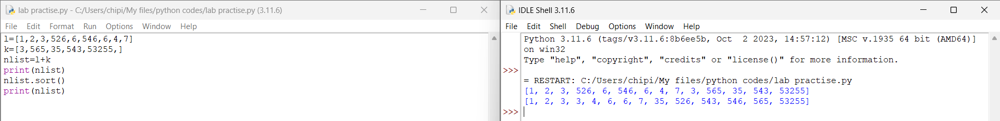 lab practise.py - C:/Users/chipi/My files/python codes/lab practise.py (3.11.6)
File Edit Format Run Options Window Help
l=[1,2,3,526,6,546,6,4,7]
k=[3,565,35,543,53255,]
nlist=l+k
print(nlist)
nlist.sort()
print(nlist)
IDLE Shell 3.11.6
File Edit Shell Debug Options Window Help
Python 3.11.6 (tags/v3.11.6:8b6ee5b, Oct  2 2023, 14:57:12) [MSC v.1935 64 bit (AMD64)]
on win32
Type "help", "copyright", "credits" or "license()" for more information.
>>>
= RESTART: C:/Users/chipi/My files/python codes/lab practise.py
[1, 2, 3, 526, 6, 546, 6, 4, 7, 3, 565, 35, 543, 53255]
[1, 2, 3, 3, 4, 6, 6, 7, 35, 526, 543, 546, 565, 53255]
>>>